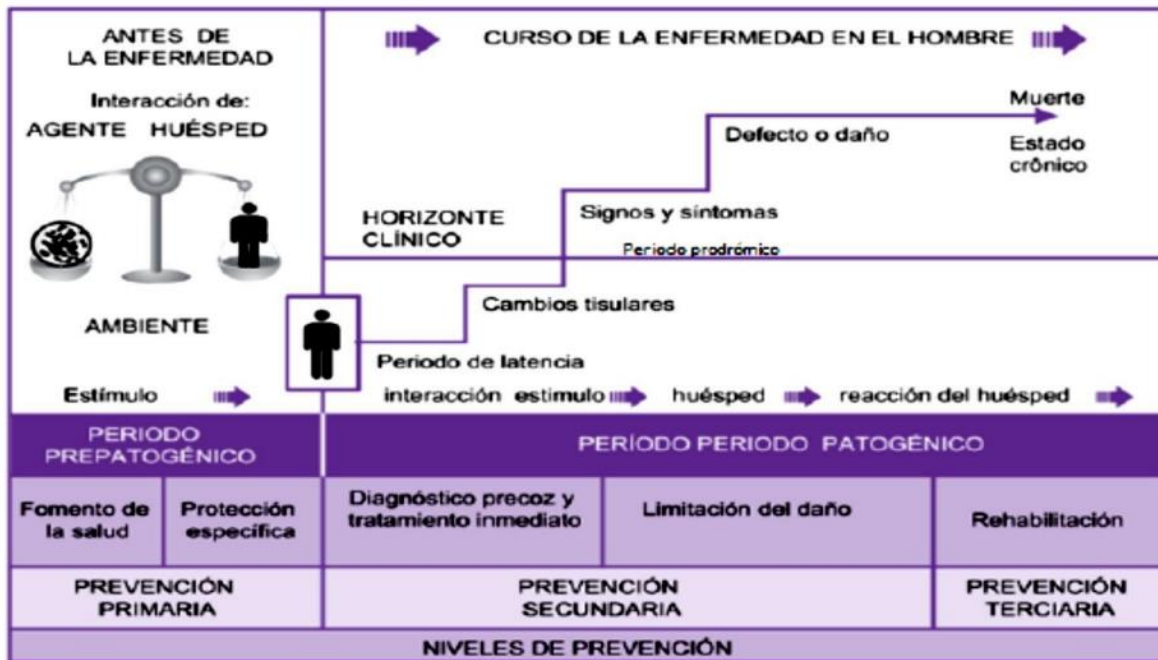 ANTES DE
LA ENFERMEDAD
Interacción de:
AGENTE HUÉSPED
AMBIENTE
Estímulo
CURSO DE LA ENFERMEDAD EN EL HOMBRE
Muerte
Defecto o daño
Estado
crônico
Signos y síntomas
HORIZONTE
CLÍNICO
Periodo prodrómico
Cambios tisulares
Periodo de latencia
interacción estimulo
huésped
reacción del huésped
PERIODO
PREPATOGÉNICO
PERÍODO PERIODO PATOGÉNICO
Fomento de
la salud
Protección
específica
Diagnóstico precoz y
tratamiento inmediato
Limitación del daño
Rehabilitación
PREVENCIÓN
PRIMARIA
PREVENCIÓN
SECUNDARIA
PREVENCIÓN
TERCIARIA
NIVELES DE PREVENCIÓN